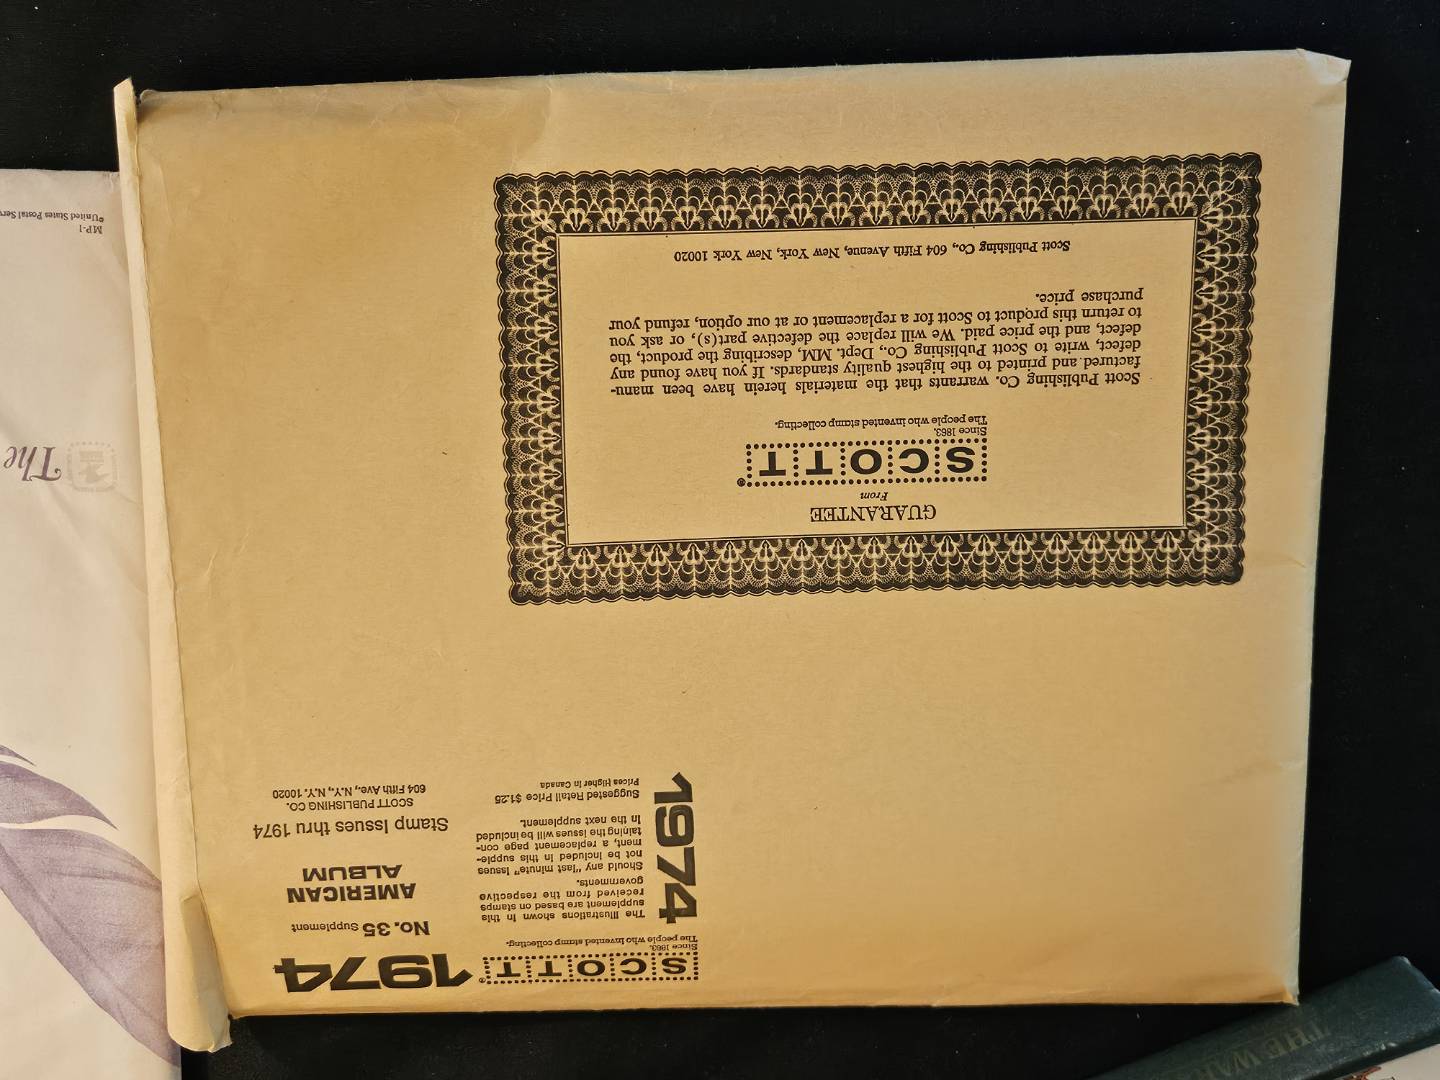 SCOTT®
Since 1863.
The people who invented stamp collecting.
1974
1974
The illustrations shown in this
supplement are based on stamps
received from the respective
governments.
Should any "last minute" issues
not be included in this supple-
ment, a replacement page con-
taining the issues will be included
in the next supplement.
Suggested Retail Price $1.25
Prices Higher in Canada
No. 35 Supplement
AMERICAN
ALBUM
Stamp Issues thru 1974
SCOTT PUBLISHING CO.
604 Fifth Ave., N.Y., N.Y. 10020
GUARANTEE
From
SCOTT®
Since 1863.
The people who invented stamp collecting.
Scott Publishing Co. warrants that the materials herein have been manu-
factured and printed to the highest quality standards. If you have found any
defect, write to Scott Publishing Co., Dept. MM, describing the product, the
defect, and the price paid. We will replace the defective part(s), or ask you
to return this product to Scott for a replacement or at our option, refund your
purchase price.
Scott Publishing Co., 604 Fifth Avenue, New York, New York 10020
The
MP-1
©United States Postal
THE